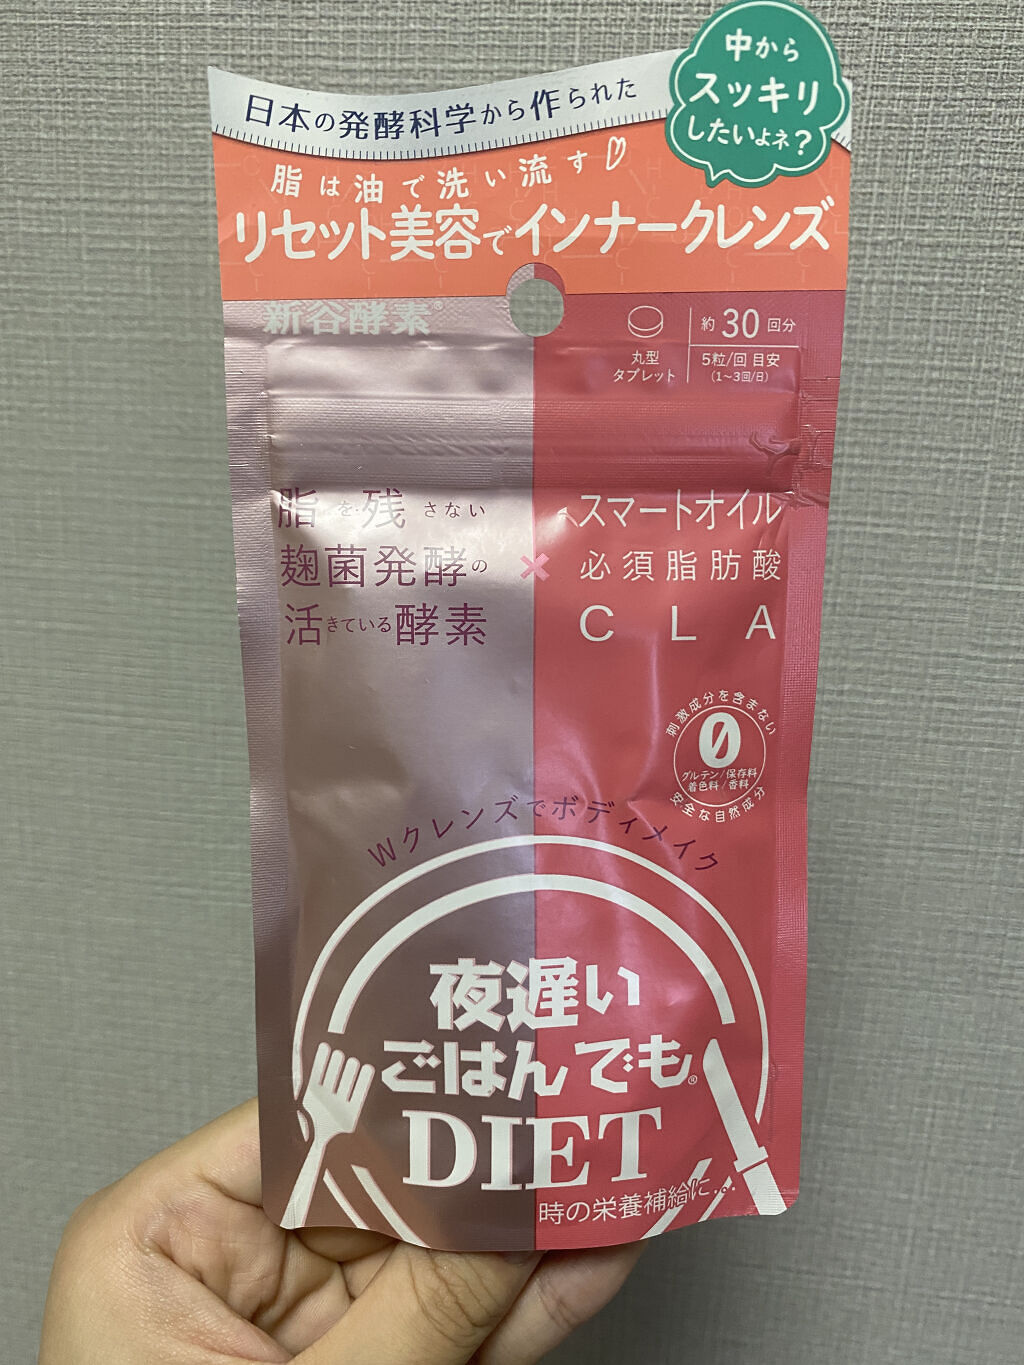 中から
スッキリ
したいよネ?
日本の発酵科学から作られた
脂は油で洗い流す
リセット美容でインナークレンズ
新谷酵素®
約30回分
丸型
タブレット
5粒/回 目安
(1~3回/日)
脂を残さない
麹菌発酵の
活きている酵素
×
スマートオイル
必須脂肪酸
CLA
刺激成分を含まない
0
グルテン/保存料
着色料/香料
安全な自然成分
Wクレンズでボディメイク
夜遅い
ごはんでも®
DIET
時の栄養補給に...